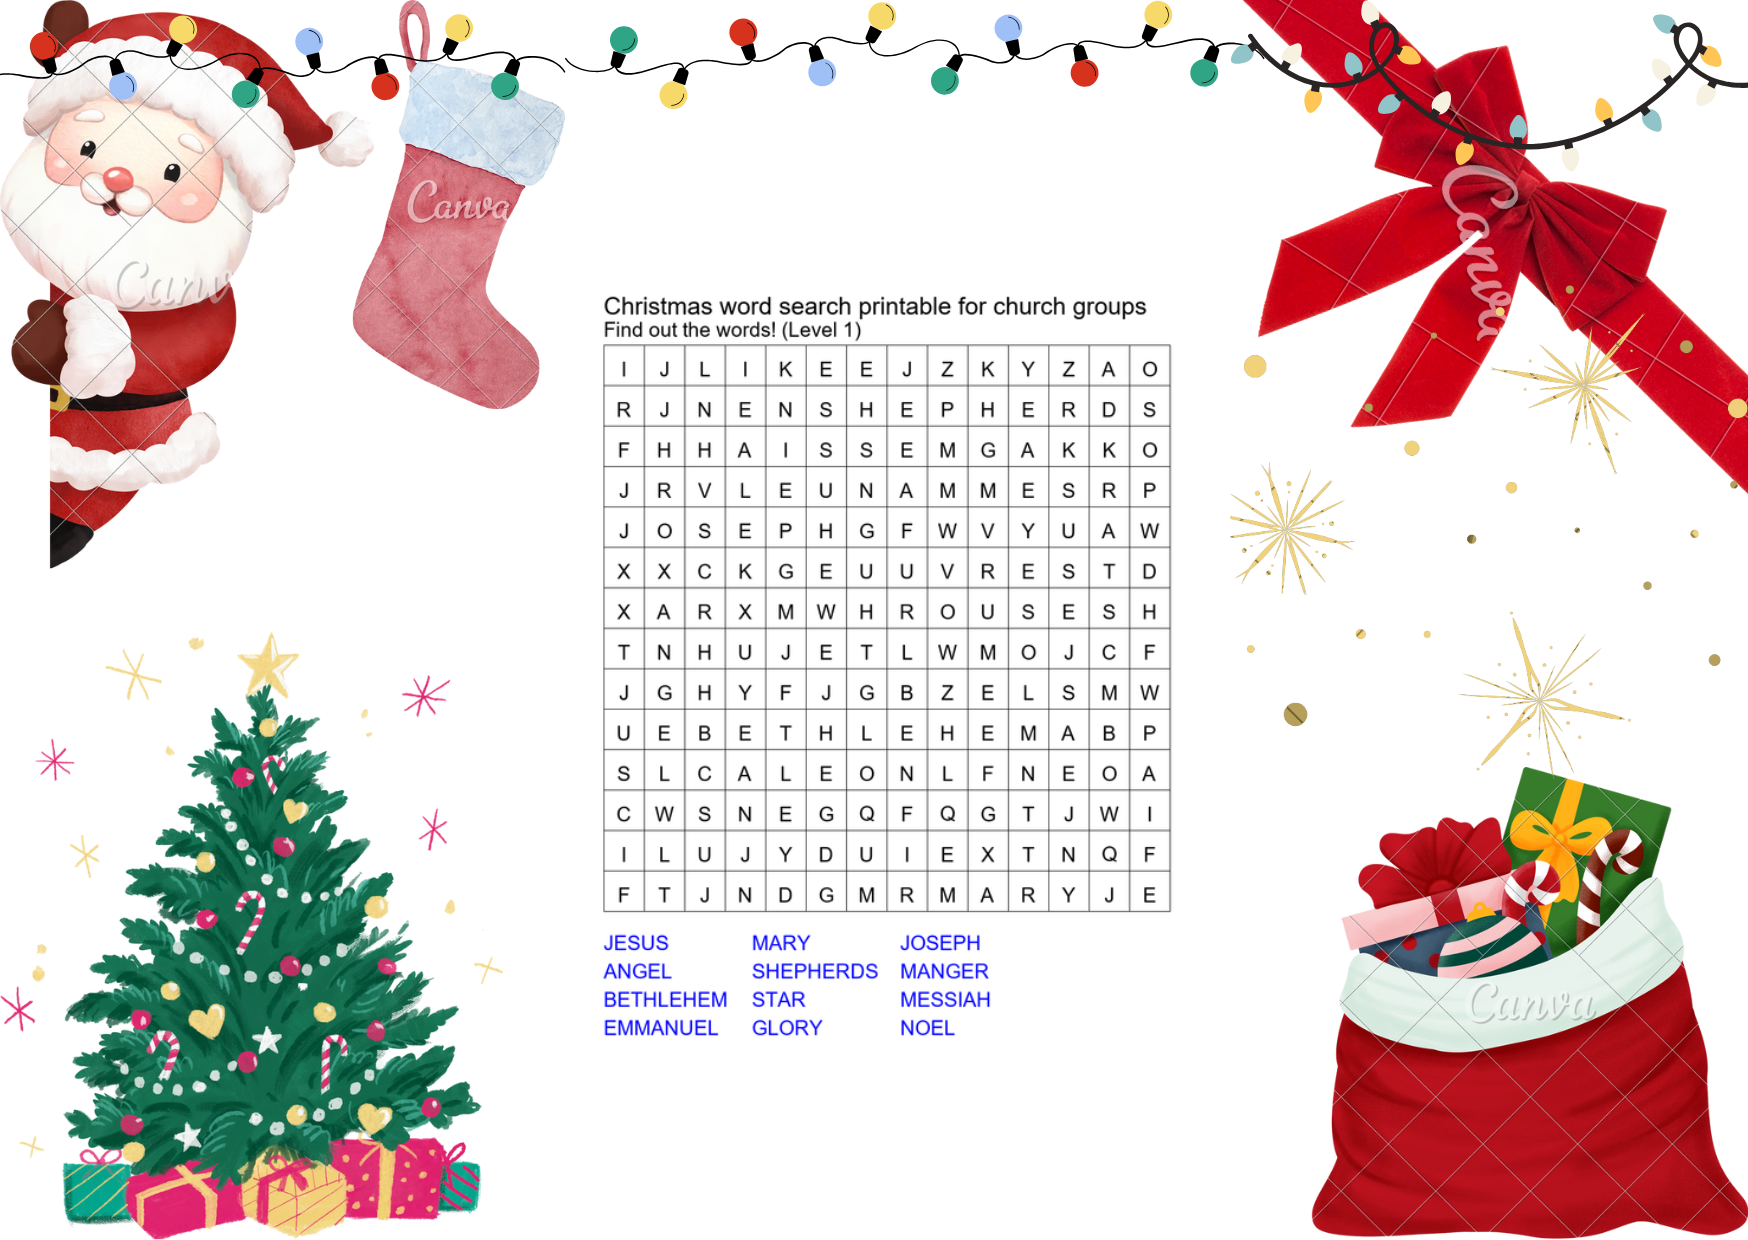 Canva
Canva
Canv
Christmas word search printable for church groups
Find out the words! (Level 1)
I J L I K E E J Z K Y Z A O
R J N E N S H E P H E R D S
F H H A I S S E M G A K K O
J R V L E U N A M M E S R P
J O S E P H G F W V Y U A W
X X C K G E U U V R E S T D
X A R X M W H R O U S E S H
T N H U J E T L W M O J C F
J G H Y F J G B Z E L S M W
U E B E T H L E H E M A B P
S L C A L E O N L F N E O A
C W S N E G Q F Q G T J W I
I L U J Y D U I E X T N Q F
F T J N D G M R M A R Y J E
JESUS MARY JOSEPH
ANGEL SHEPHERDS MANGER
BETHLEHEM STAR MESSIAH
EMMANUEL GLORY NOEL
Canva